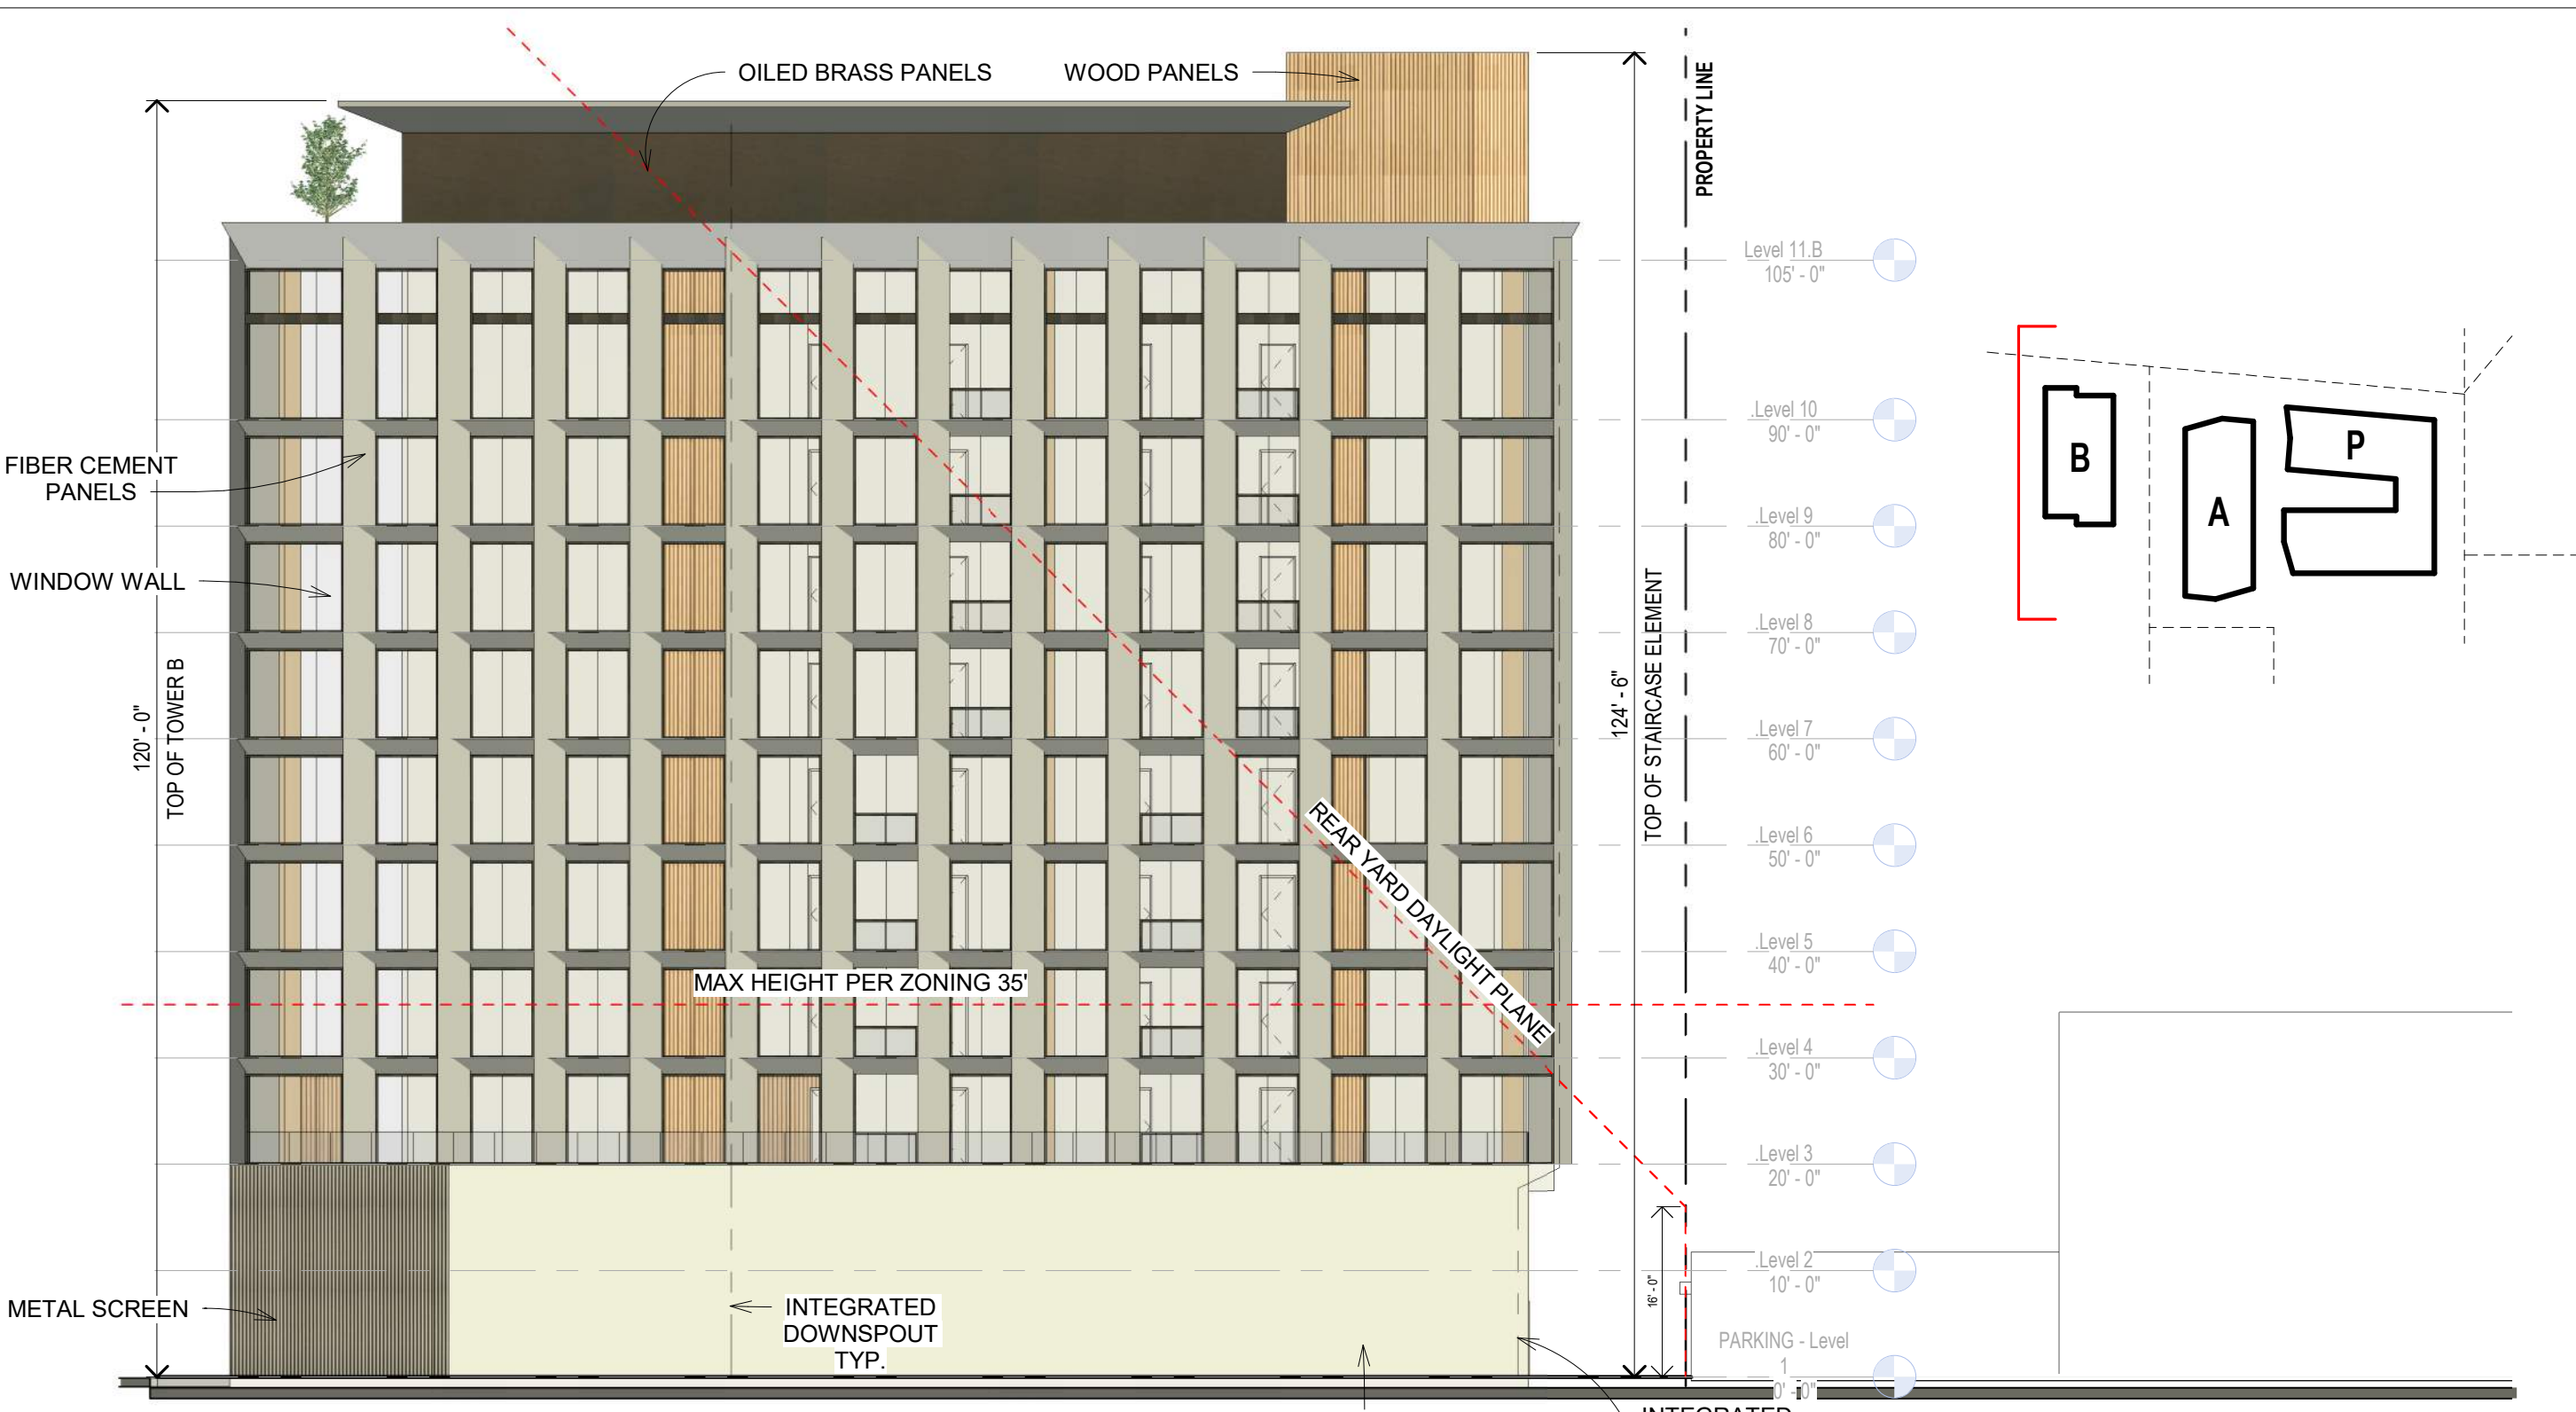 OILED BRASS PANELS
WOOD PANELS
PROPERTY LINE
Level 11.B
105' - 0"
.Level 10
90' - 0"
FIBER CEMENT
PANELS
.Level 9
80' - 0"
B
A
P
WINDOW WALL
.Level 8
70' - 0"
120' - 0"
TOP OF TOWER B
124' - 6"
TOP OF STAIRCASE ELEMENT
.Level 7
60' - 0"
REAR YARD DAYLIGHT PLANE
.Level 6
50' - 0"
.Level 5
40' - 0"
MAX HEIGHT PER ZONING 35'
.Level 4
30' - 0"
.Level 3
20' - 0"
.Level 2
10' - 0"
16' - 0"
METAL SCREEN
INTEGRATED
DOWNSPOUT
TYP.
PARKING - Level
1
0' - 0"
INTEGRATED